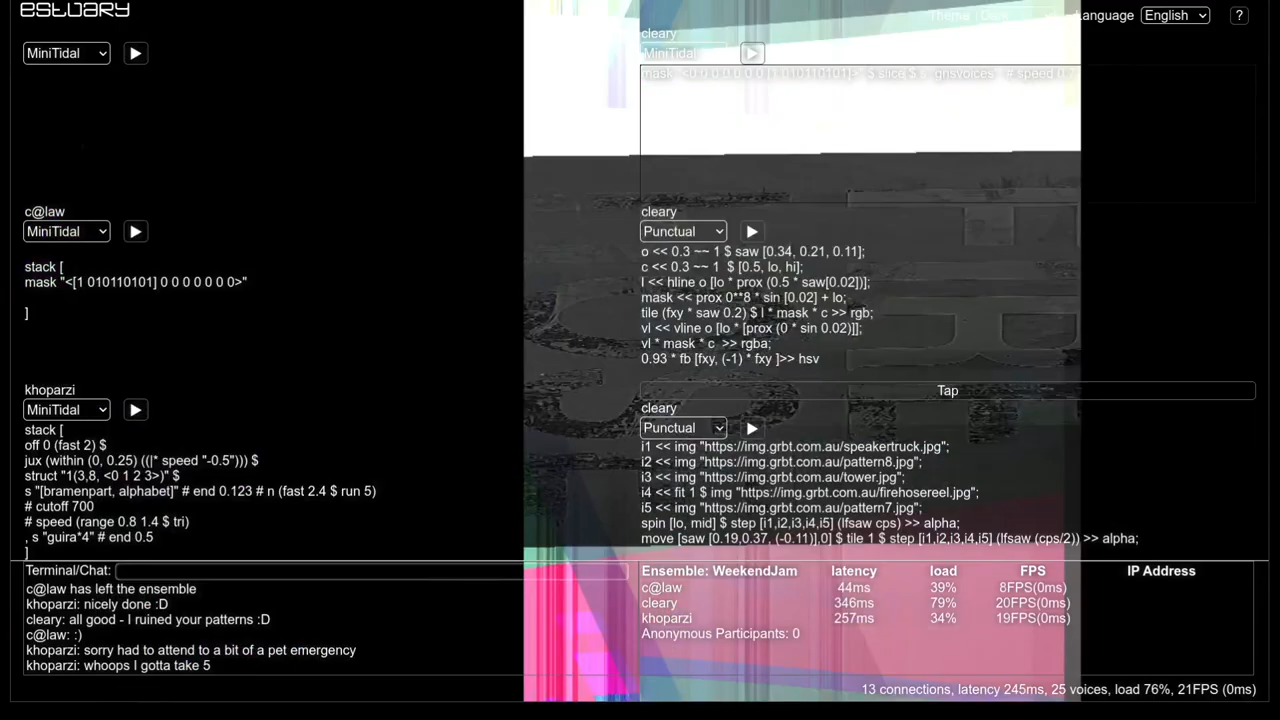 estuary
Theme Language English ?
MiniTidal
cleary
MiniTidal
c@law
MiniTidal
stack [
mask "<[1 010110101] 0 0 0 0 0 0 0>"
]
khoparzi
MiniTidal
stack [
off 0 (fast 2) $
jux (within (0, 0.25) ((|* speed "-0.5"))) $
struct "1(3,8, <0 1 2 3>)" $
s "[bramenpart, alphabet]" # end 0.123 # n (fast 2.4 $ run 5)
# cutoff 700
# speed (range 0.8 1.4 $ tri)
, s "guira*4" # end 0.5
]
cleary
Punctual
o << 0.3 ~~ 1 $ saw [0.34, 0.21, 0.11];
c << 0.3 ~~ 1  $ [0.5, lo, hi];
l << hline o [lo * prox (0.5 * saw[0.02])];
mask << prox 0**8 * sin [0.02] + lo;
tile (fxy * saw 0.2) $ l * mask * c >> rgb;
vl << vline o [lo * [prox (0 * sin 0.02)]];
vl * mask * c  >> rgba;
0.93 * fb [fxy, (-1) * fxy ]>> hsv
Tap
cleary
Punctual
i1 << img "https://img.grbt.com.au/speakertruck.jpg";
i2 << img "https://img.grbt.com.au/pattern8.jpg";
i3 << img "https://img.grbt.com.au/tower.jpg";
i4 << fit 1 $ img "https://img.grbt.com.au/firehosereel.jpg";
i5 << img "https://img.grbt.com.au/pattern7.jpg";
spin [lo, mid] $ step [i1,i2,i3,i4,i5] (lfsaw cps) >> alpha;
move [saw [0.19,0.37, (-0.11)],0] $ tile 1 $ step [i1,i2,i3,i4,i5] (lfsaw (cps/2)) >> alpha;
Terminal/Chat:
c@law has left the ensemble
khoparzi: nicely done :D
cleary: all good - I ruined your patterns :D
c@law: :)
khoparzi: sorry had to attend to a bit of a pet emergency
khoparzi: whoops I gotta take 5
Ensemble: WeekendJam latency load FPS IP Address
c@law 44ms 39% 8FPS(0ms)
cleary 346ms 79% 20FPS(0ms)
khoparzi 257ms 34% 19FPS(0ms)
Anonymous Participants: 0
13 connections, latency 245ms, 25 voices, load 76%, 21FPS (0ms)